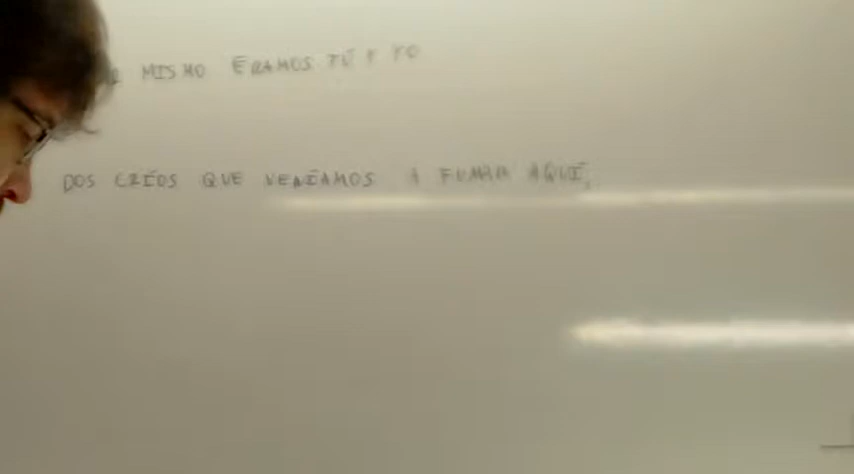 MISMO ERAMOS TÚ Y YO
DOS CRÍOS QUE VENÍAMOS A FUMAR AQUÍ,